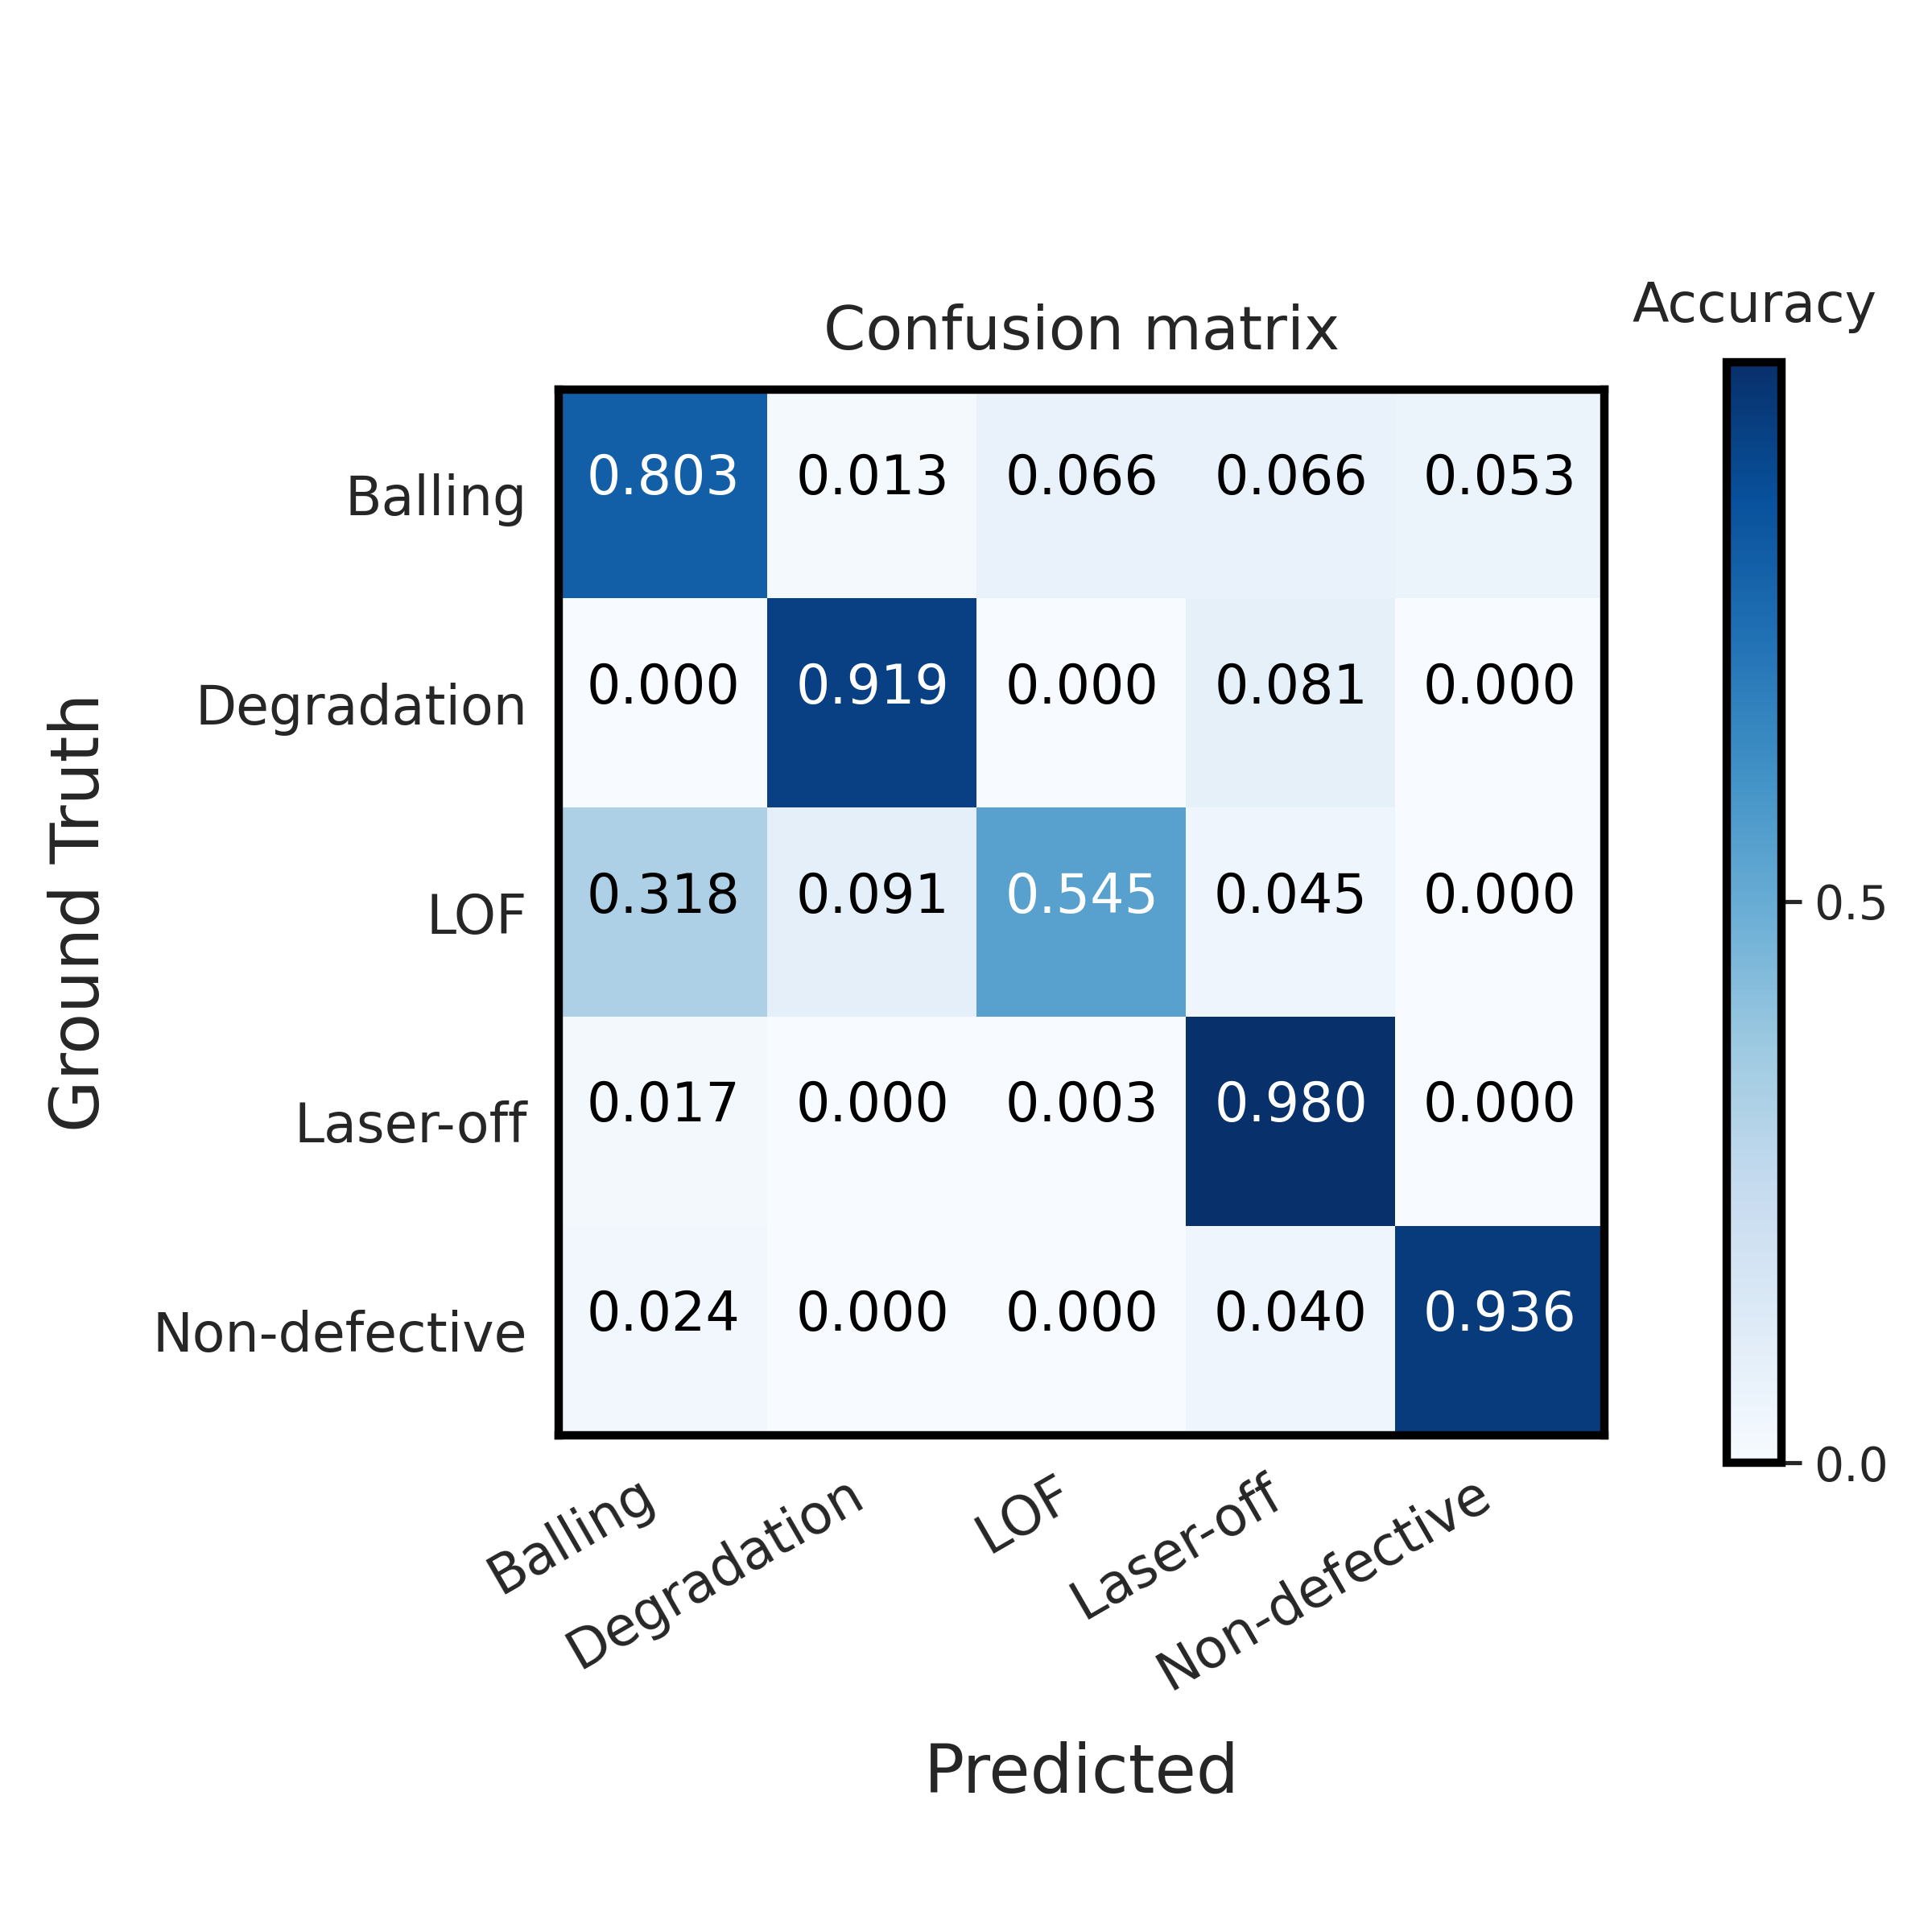 Accuracy
Confusion matrix
Balling 0.803 0.013 0.066 0.066 0.053
Degradation 0.000 0.919 0.000 0.081 0.000
LOF 0.318 0.091 0.545 0.045 0.000
Laser-off 0.017 0.000 0.003 0.980 0.000
Non-defective 0.024 0.000 0.000 0.040 0.936
Ground Truth
0.5
0.0
Balling
Degradation
LOF
Laser-off
Non-defective
Predicted